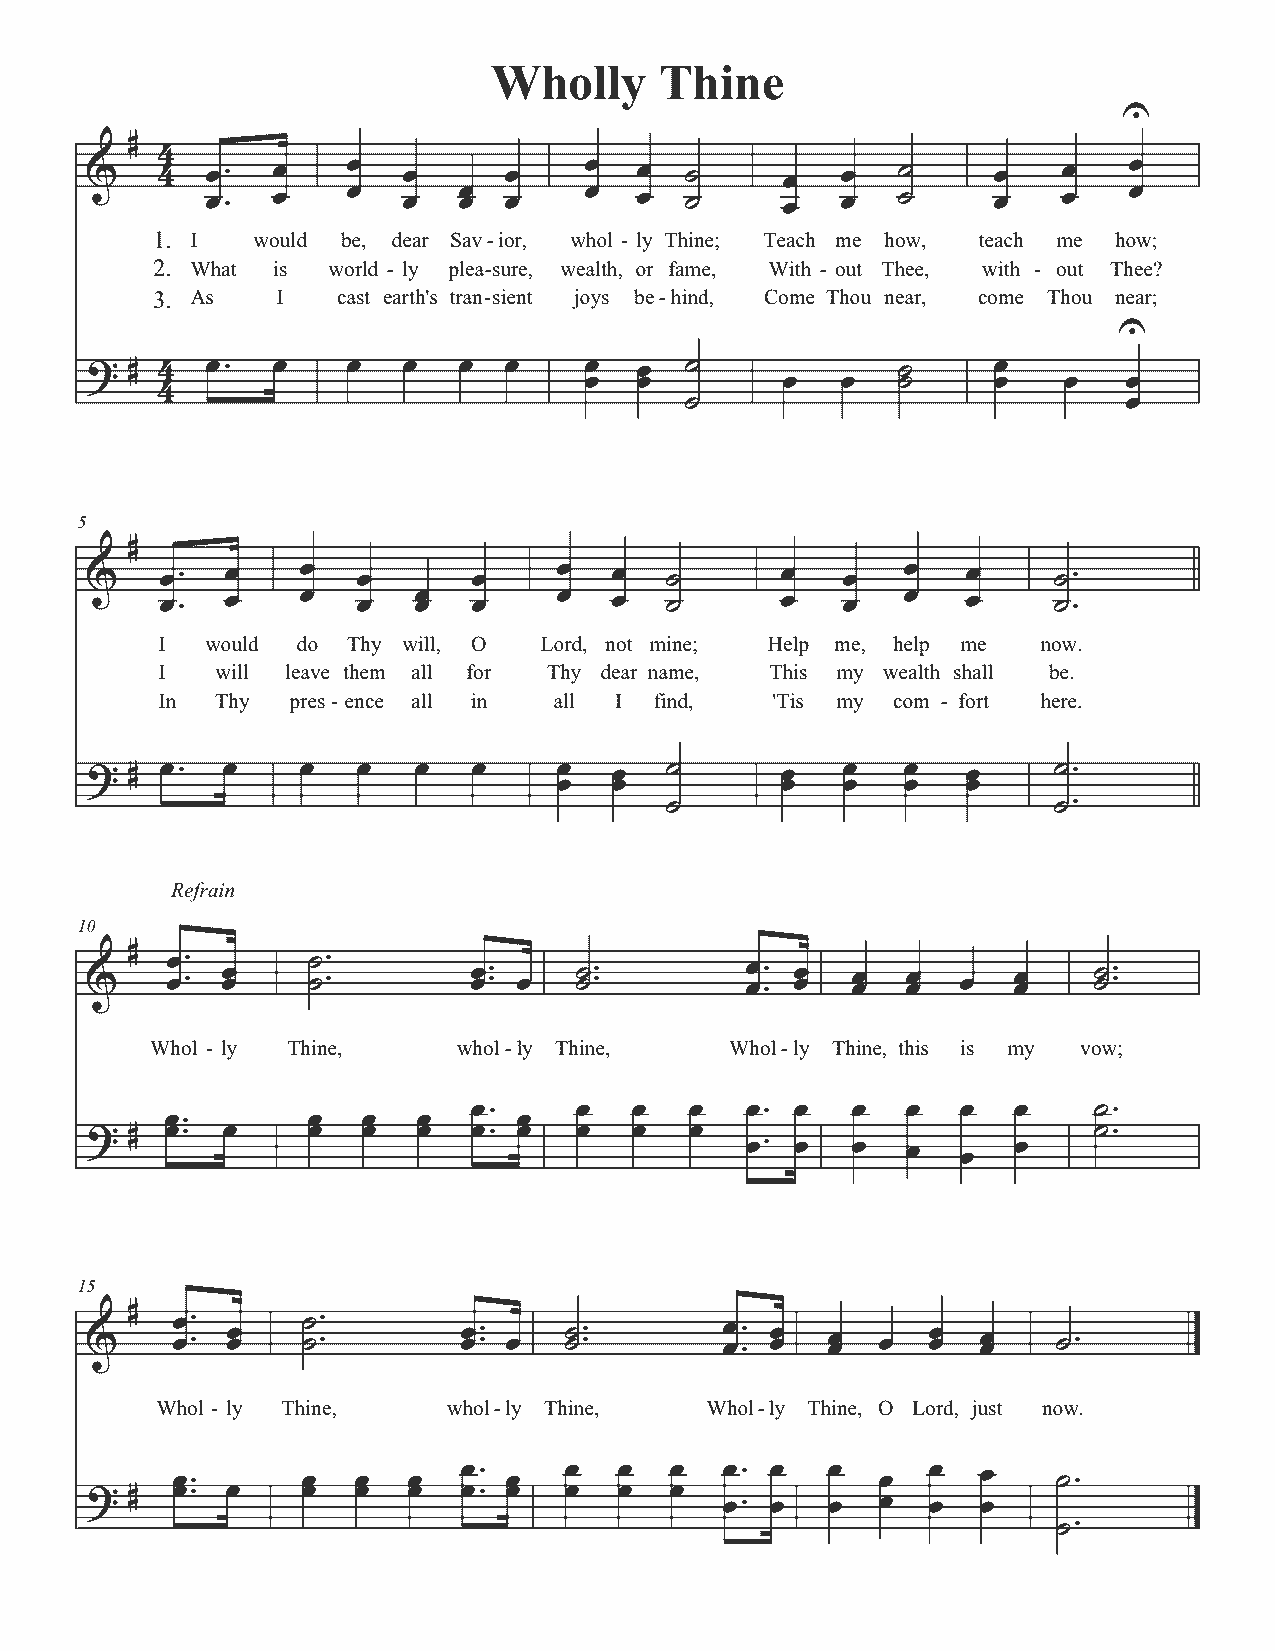 Wholly Thine
4 4
1. I would be, dear Sav - ior, whol - ly Thine; Teach me how, teach me how;
2. What is world - ly plea-sure, wealth, or fame, With - out Thee, with - out Thee?
3. As I cast earth's tran-sient joys be - hind, Come Thou near, come Thou near;
4 4
5
I would do Thy will, O Lord, not mine; Help me, help me now.
I will leave them all for Thy dear name, This my wealth shall be.
In Thy pres - ence all in all I find, 'Tis my com - fort here.
Refrain
10
Whol - ly Thine, whol - ly Thine, Whol - ly Thine, this is my vow;
15
Whol - ly Thine, whol - ly Thine, Whol - ly Thine, O Lord, just now.